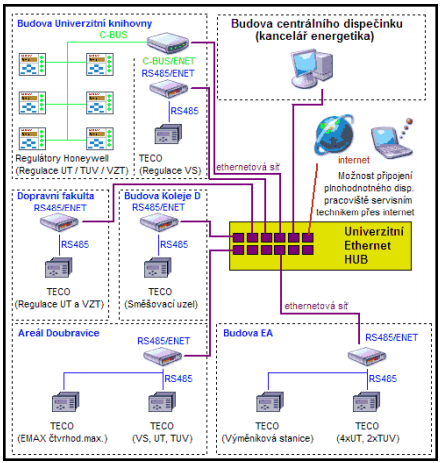 Budova Univerzitní knihovny
C-BUS
C-BUS/ENET
RS485/ENET
RS485
Regulátory Honeywell
(Regulace UT / TUV / VZT)
TECO
(Regulace VS)
Budova centrálního dispečinku
(kancelář energetika)
internet
Možnost připojení
plnohodnotného disp.
pracoviště servisním
technikem přes internet
ethernetová síť
Dopravní fakulta
RS485/ENET
RS485
TECO
(Regulace UT a VZT)
Budova Koleje D
RS485/ENET
RS485
TECO
(Směšovací uzel)
Univerzitní
Ethernet
HUB
ethernetová síť
Areál Doubravice
RS485/ENET
RS485
TECO
(EMAX čtvrhod.max.)
TECO
(VS, UT, TUV)
Budova EA
RS485/ENET
RS485
TECO
(Výměníková stanice)
TECO
(4xUT, 2xTUV)